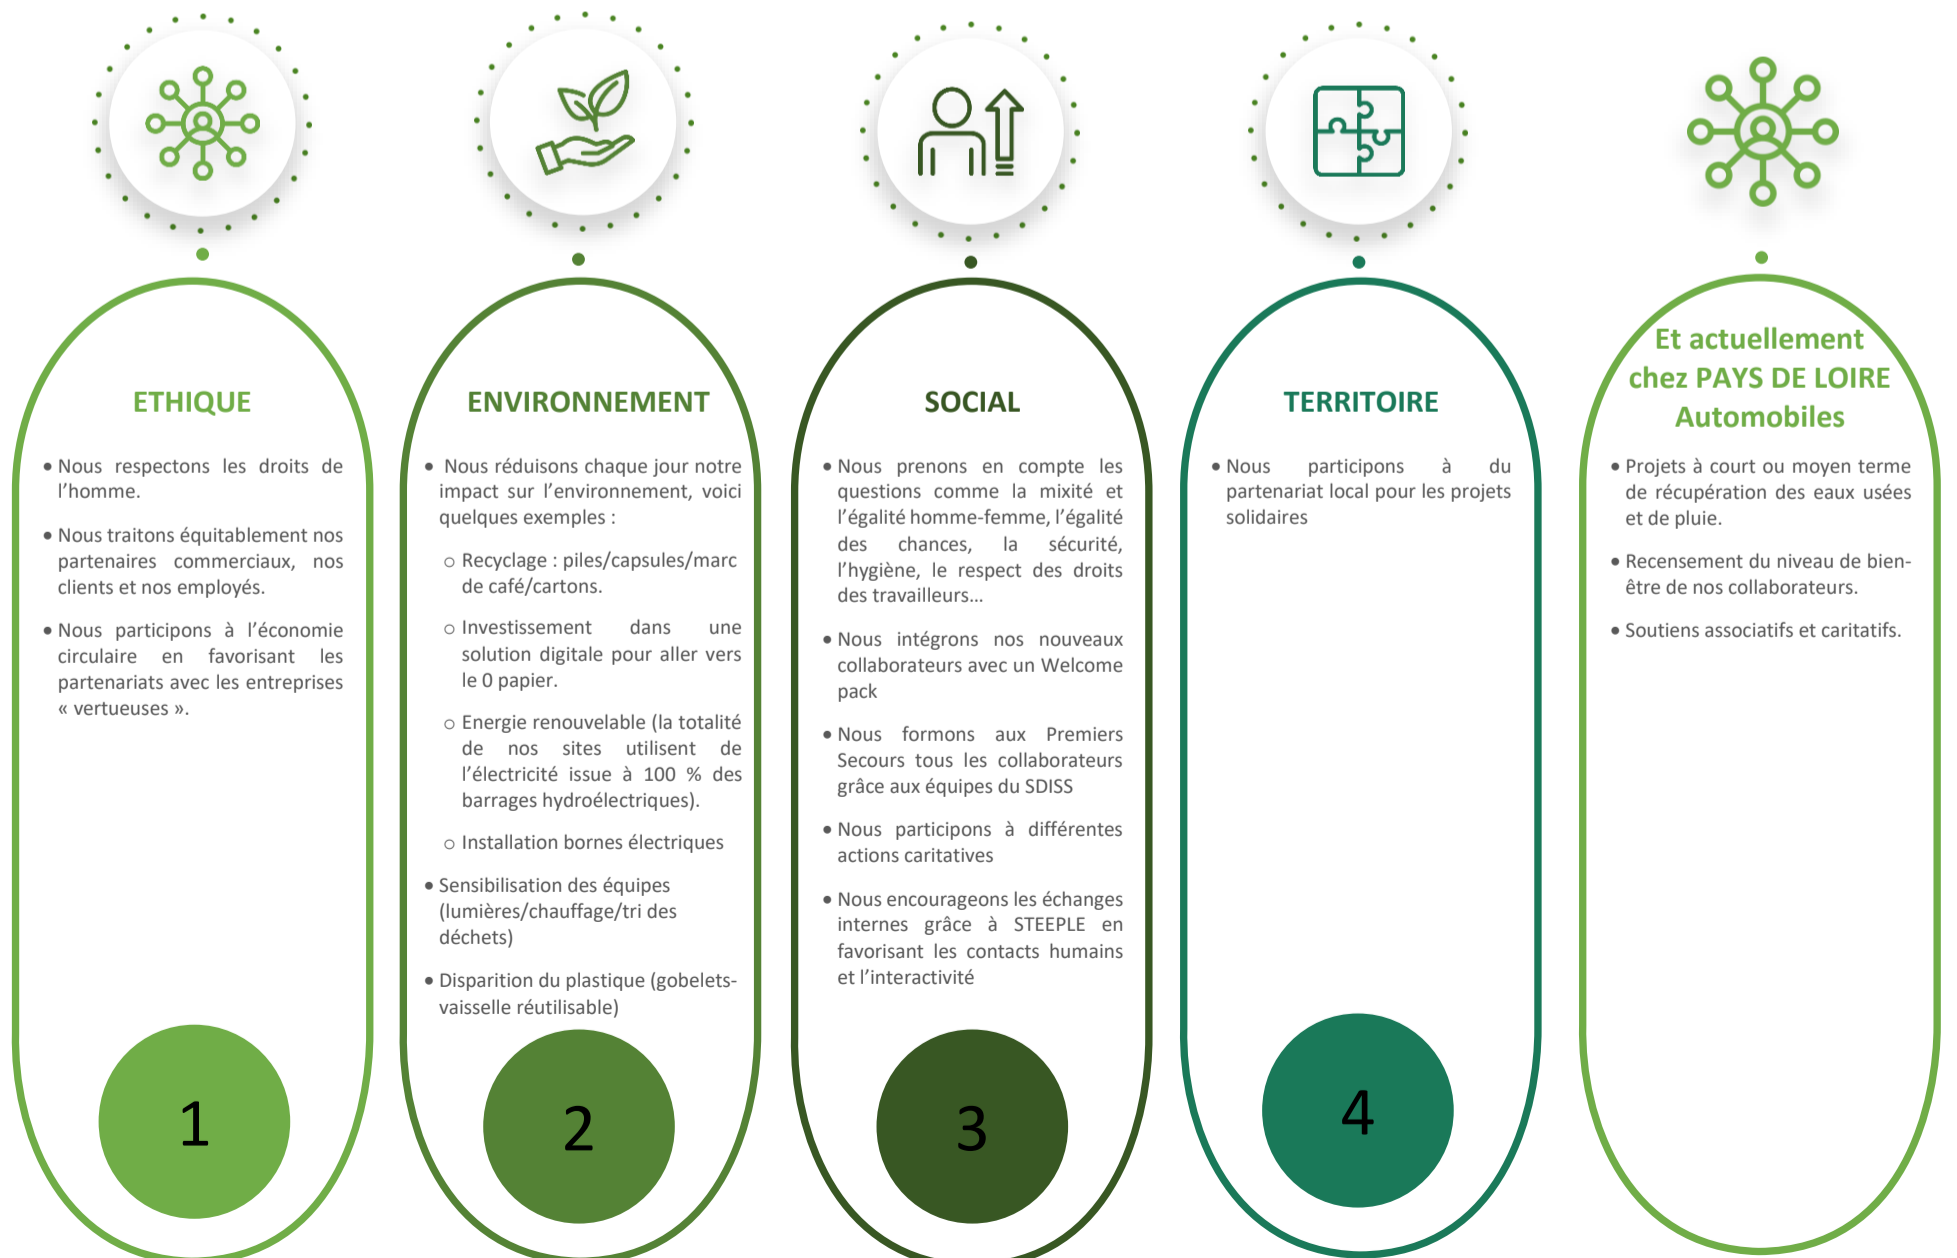 ETHIQUE
• Nous respectons les droits de
l’homme.
• Nous traitons équitablement nos
partenaires commerciaux, nos
clients et nos employés.
• Nous participons à l’économie
circulaire en favorisant les
partenariats avec les entreprises
« vertueuses ».
1
ENVIRONNEMENT
• Nous réduisons chaque jour notre
impact sur l’environnement, voici
quelques exemples :
o Recyclage : piles/capsules/marc
de café/cartons.
o Investissement dans une
solution digitale pour aller vers
le 0 papier.
o Energie renouvelable (la totalité
de nos sites utilisent de
l’électricité issue à 100 % des
barrages hydroélectriques).
o Installation bornes électriques
• Sensibilisation des équipes
(lumières/chauffage/tri des
déchets)
• Disparition du plastique (gobelets-
vaisselle réutilisable)
2
SOCIAL
• Nous prenons en compte les
questions comme la mixité et
l’égalité homme-femme, l’égalité
des chances, la sécurité,
l’hygiène, le respect des droits
des travailleurs…
• Nous intégrons nos nouveaux
collaborateurs avec un Welcome
pack
• Nous formons aux Premiers
Secours tous les collaborateurs
grâce aux équipes du SDISS
• Nous participons à différentes
actions caritatives
• Nous encourageons les échanges
internes grâce à STEEPLE en
favorisant les contacts humains
et l’interactivité
3
TERRITOIRE
• Nous participons à du
partenariat local pour les projets
solidaires
4
Et actuellement
chez PAYS DE LOIRE
Automobiles
• Projets à court ou moyen terme
de récupération des eaux usées
et de pluie.
• Recensement du niveau de bien-
être de nos collaborateurs.
• Soutiens associatifs et caritatifs.